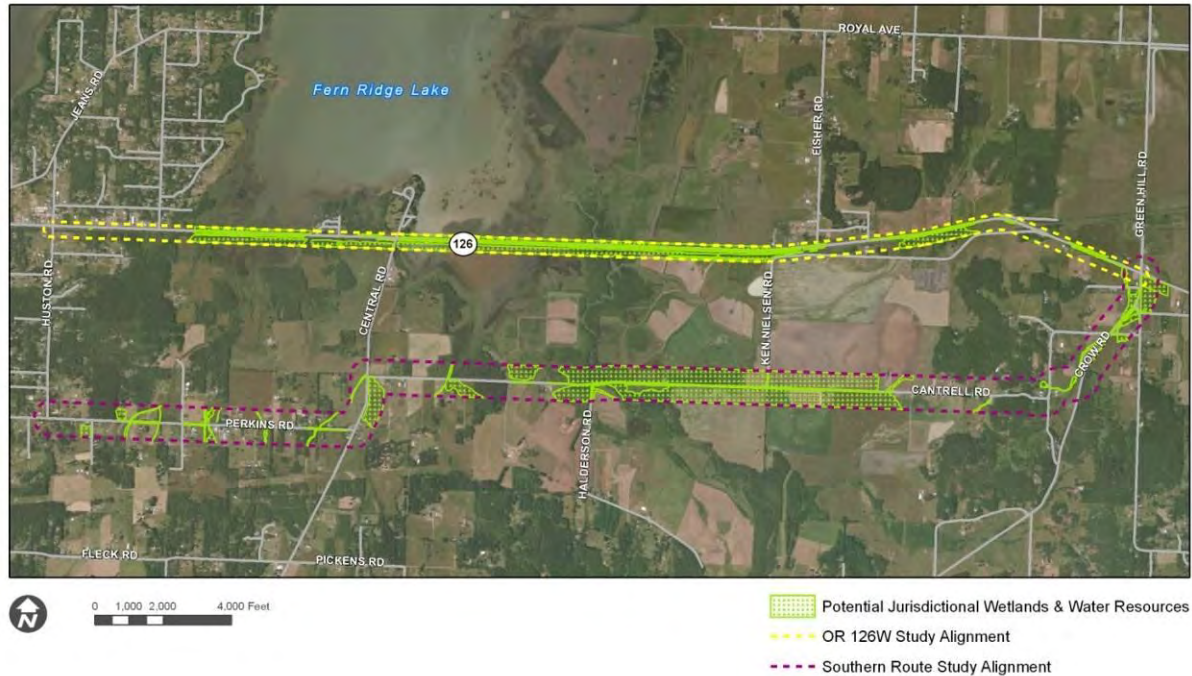 ROYAL AVE
JEANS RD
Fern Ridge Lake
FISHER RD
GREEN HILL RD
126
HUSTON RD
CENTRAL RD
KEN NIELSEN RD
CROW RD
CANTRELL RD
PERKINS RD
HALDERSON RD
FLECK RD
PICKENS RD
N
0 1,000 2,000 4,000 Feet
Potential Jurisdictional Wetlands & Water Resources
OR 126W Study Alignment
Southern Route Study Alignment